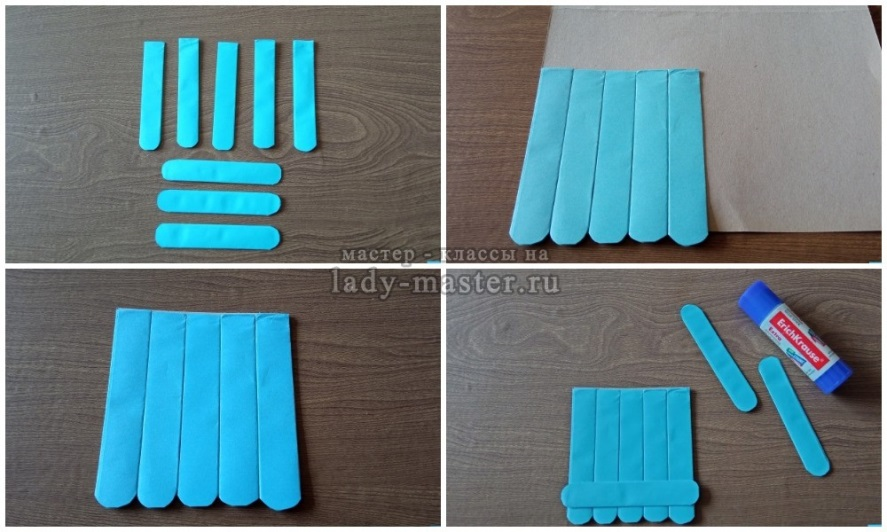 мастер - классы на
lady-master.ru
ErichKrause